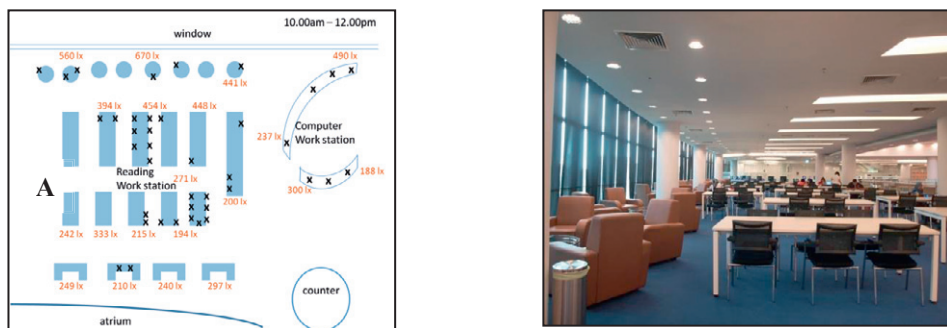 10.00am – 12.00pm
window
560 lx
670 lx
490 lx
441 lx
394 lx
454 lx
448 lx
Computer
Work station
237 lx
Reading
Work station
271 lx
188 lx
300 lx
A
200 lx
242 lx
333 lx
215 lx
194 lx
249 lx
210 lx
240 lx
297 lx
counter
atrium